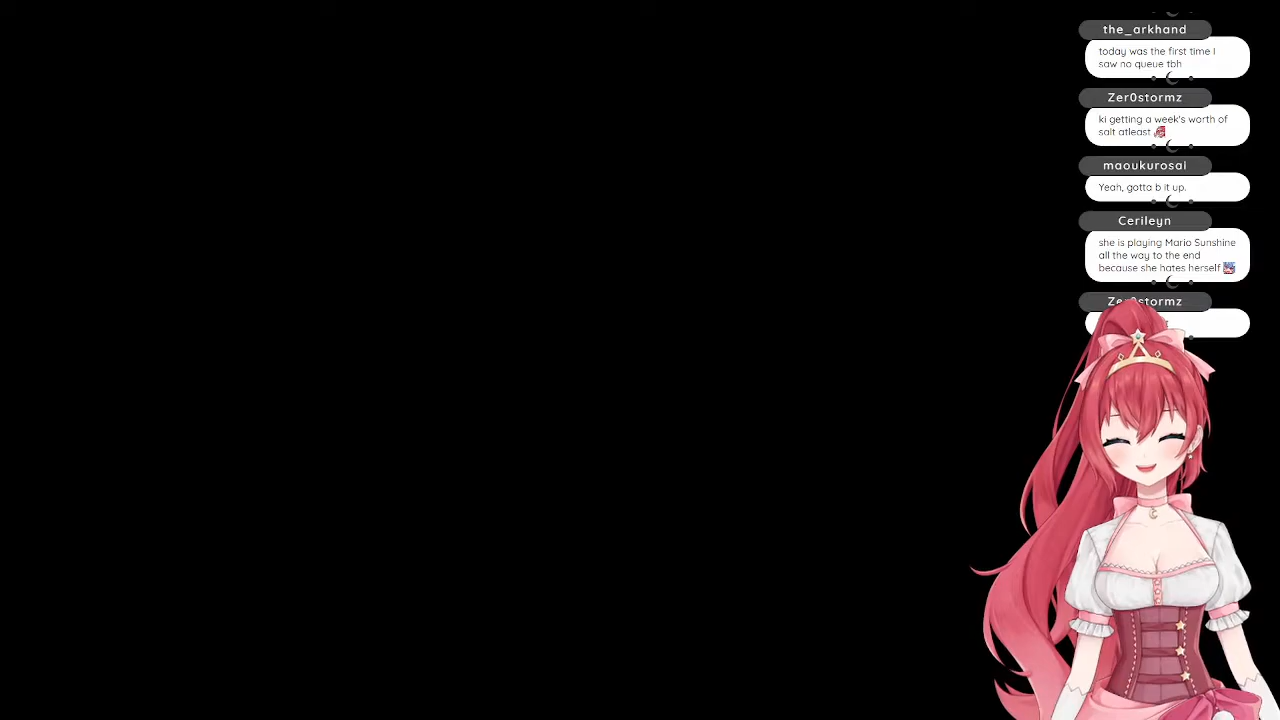 the_arkhand
today was the first time I
saw no queue tbh
Zer0stormz
ki getting a week's worth of
salt atleast
maoukurosai
Yeah, gotta b it up.
Cerileyn
she is playing Mario Sunshine
all the way to the end
because she hates herself
Zer0stormz